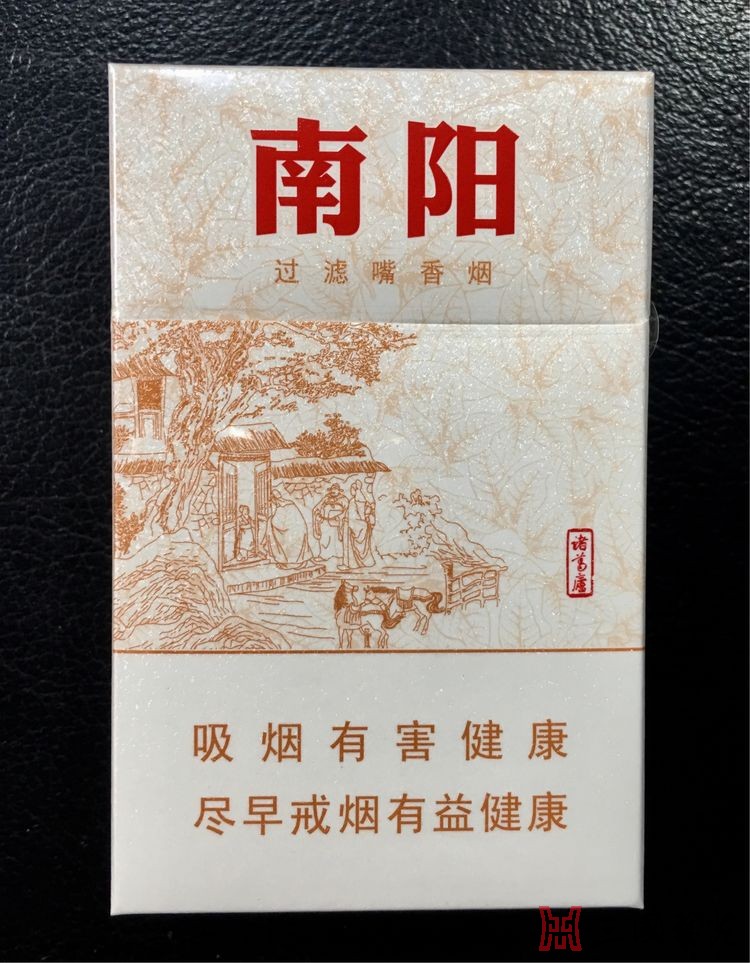 南阳
过滤嘴香烟
诸葛庐
吸烟有害健康
尽早戒烟有益健康